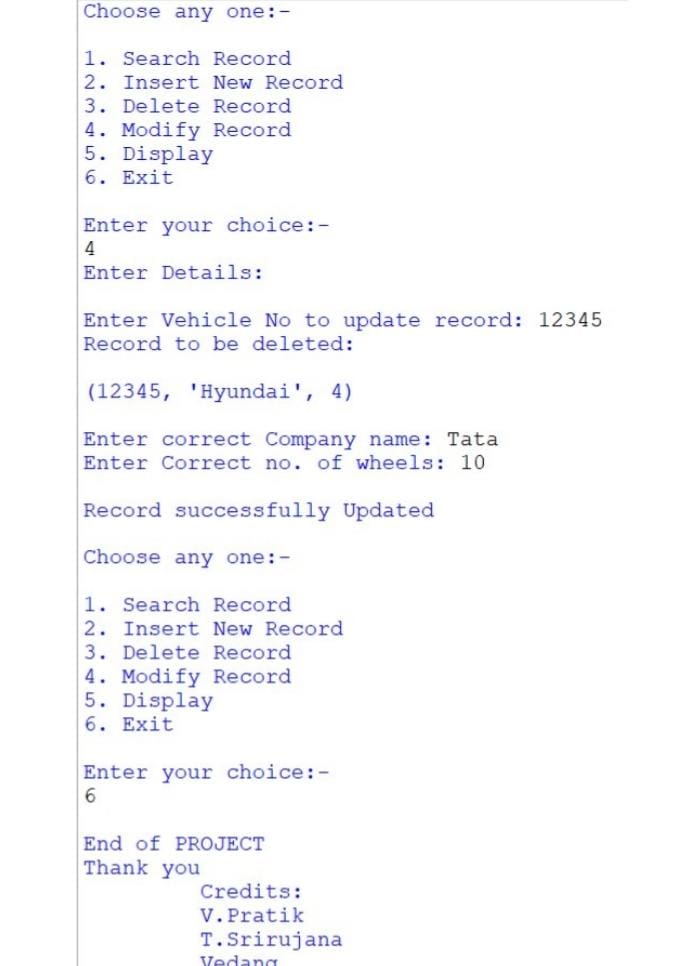 Choose any one:-
1. Search Record
2. Insert New Record
3. Delete Record
4. Modify Record
5. Display
6. Exit
Enter your choice:-
4
Enter Details:
Enter Vehicle No to update record: 12345
Record to be deleted:
(12345, 'Hyundai', 4)
Enter correct Company name: Tata
Enter Correct no. of wheels: 10
Record successfully Updated
Choose any one:-
1. Search Record
2. Insert New Record
3. Delete Record
4. Modify Record
5. Display
6. Exit
Enter your choice:-
6
End of PROJECT
Thank you
Credits:
V.Pratik
T.Srirujana
Vedang